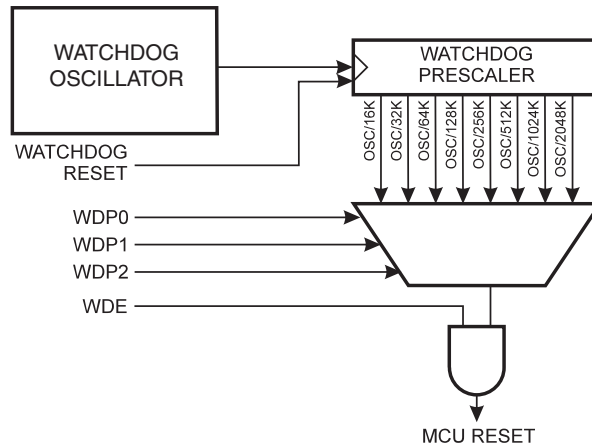 WATCHDOG
OSCILLATOR
WATCHDOG
PRESCALER
OSC/16K
OSC/32K
OSC/64K
OSC/128K
OSC/256K
OSC/512K
OSC/1024K
OSC/2048K
WATCHDOG
RESET
WDP0
WDP1
WDP2
WDE
MCU RESET